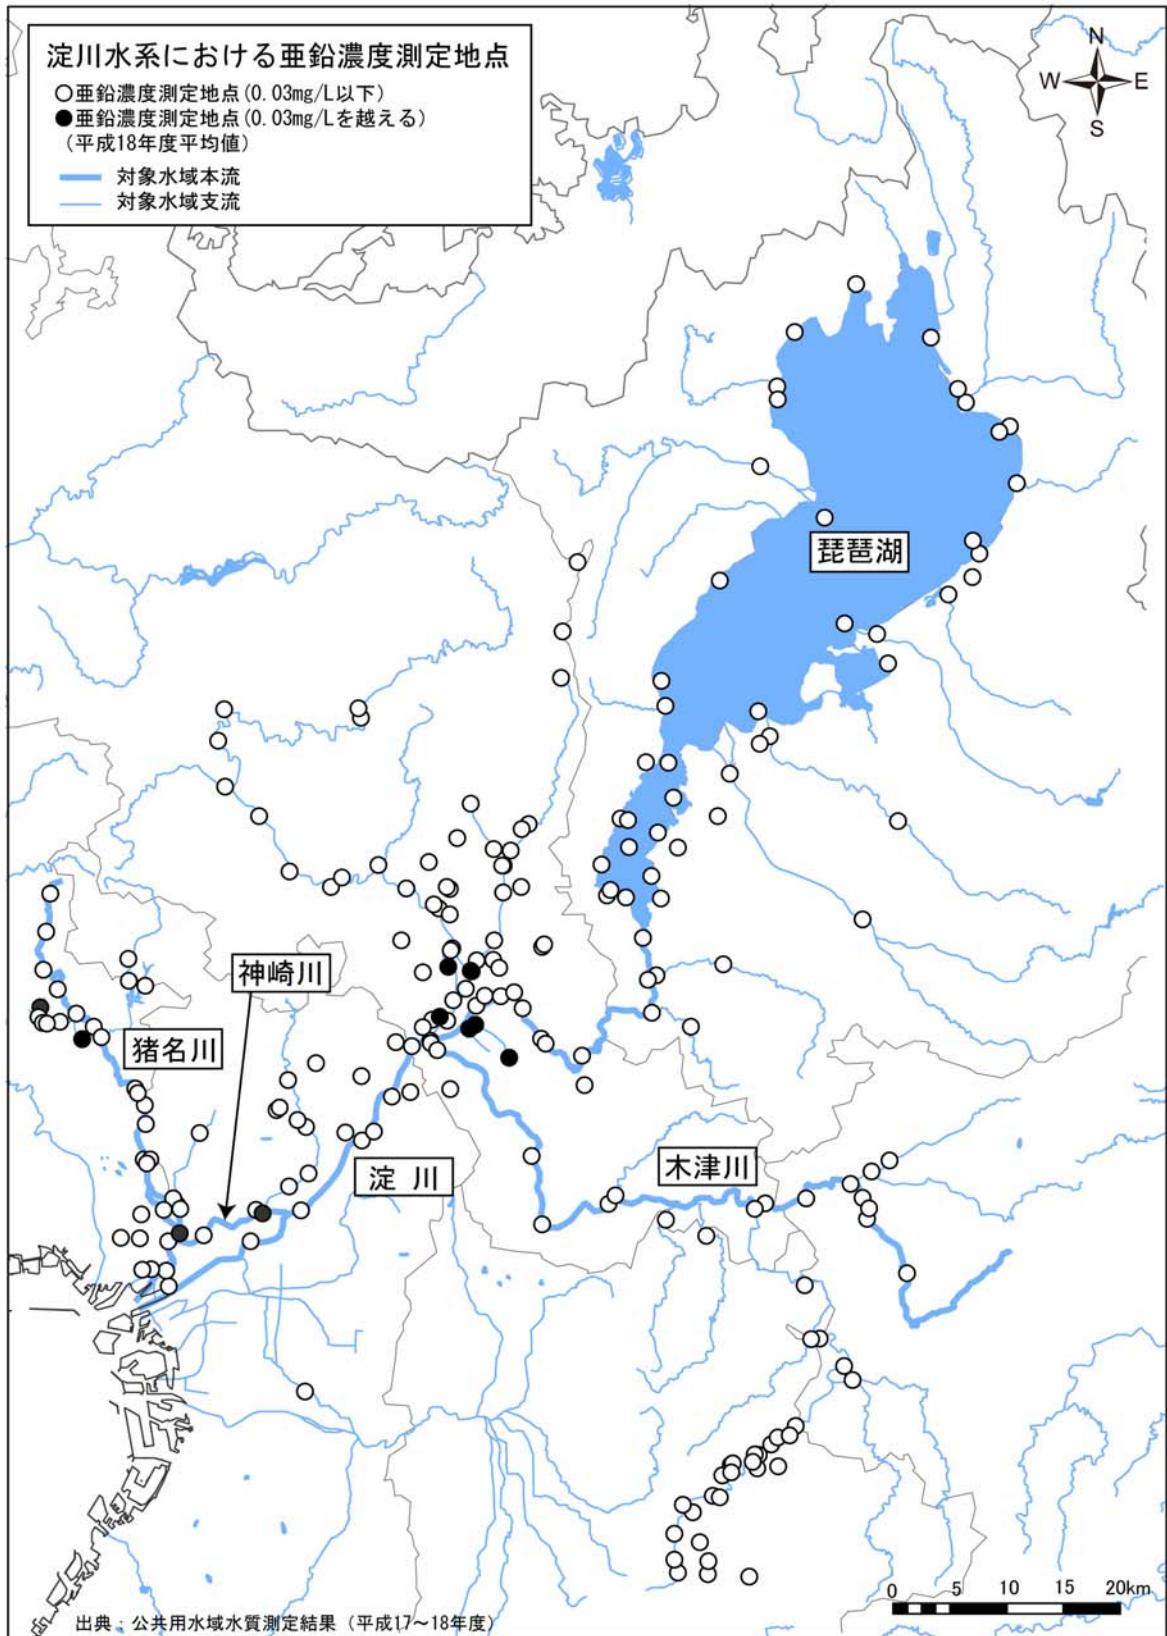 淀川水系における亜鉛濃度測定地点
○亜鉛濃度測定地点(0.03mg/L以下)
●亜鉛濃度測定地点(0.03mg/Lを越える)
(平成18年度平均値)
対象水域本流
対象水域支流
N
W E
S
琵琶湖
神崎川
猪名川
淀 川
木津川
0 5 10 15 20km
出典：公共用水域水質測定結果（平成17～18年度）